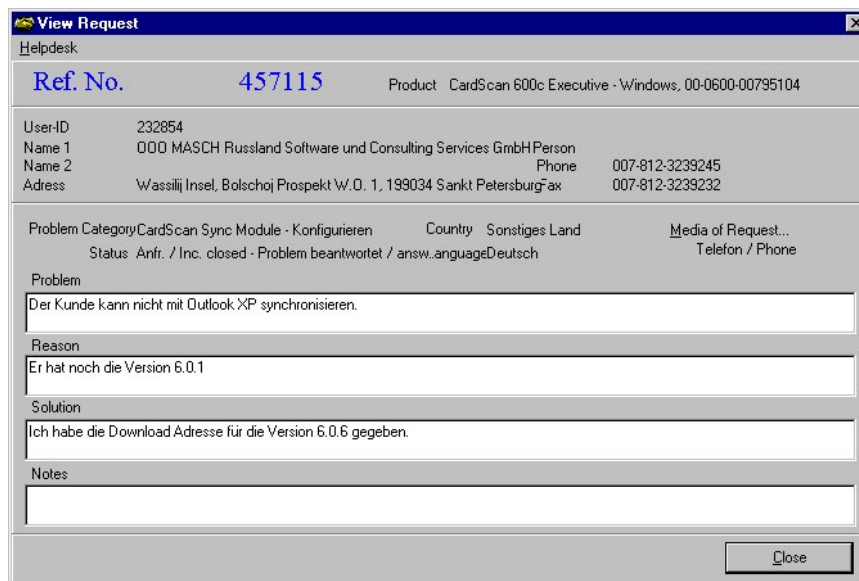 View Request
Helpdesk
Ref. No. 457115 Product CardScan 600c Executive - Windows, 00-0600-00795104
User-ID 232854
Name 1 OOO MASCH Russland Software und Consulting Services GmbH Person
Name 2 Phone 007-812-3239245
Adress Wassilij Insel, Bolschoj Prospekt W.O. 1, 199034 Sankt Petersburg Fax 007-812-3239232
Problem Category CardScan Sync Module - Konfigurieren Country Sonstiges Land Media of Request...
Status Anfr. / Inc. closed - Problem beantwortet / answ..anguage Deutsch Telefon / Phone
Problem
Der Kunde kann nicht mit Outlook XP synchronisieren.
Reason
Er hat noch die Version 6.0.1
Solution
Ich habe die Download Adresse für die Version 6.0.6 gegeben.
Notes
Close